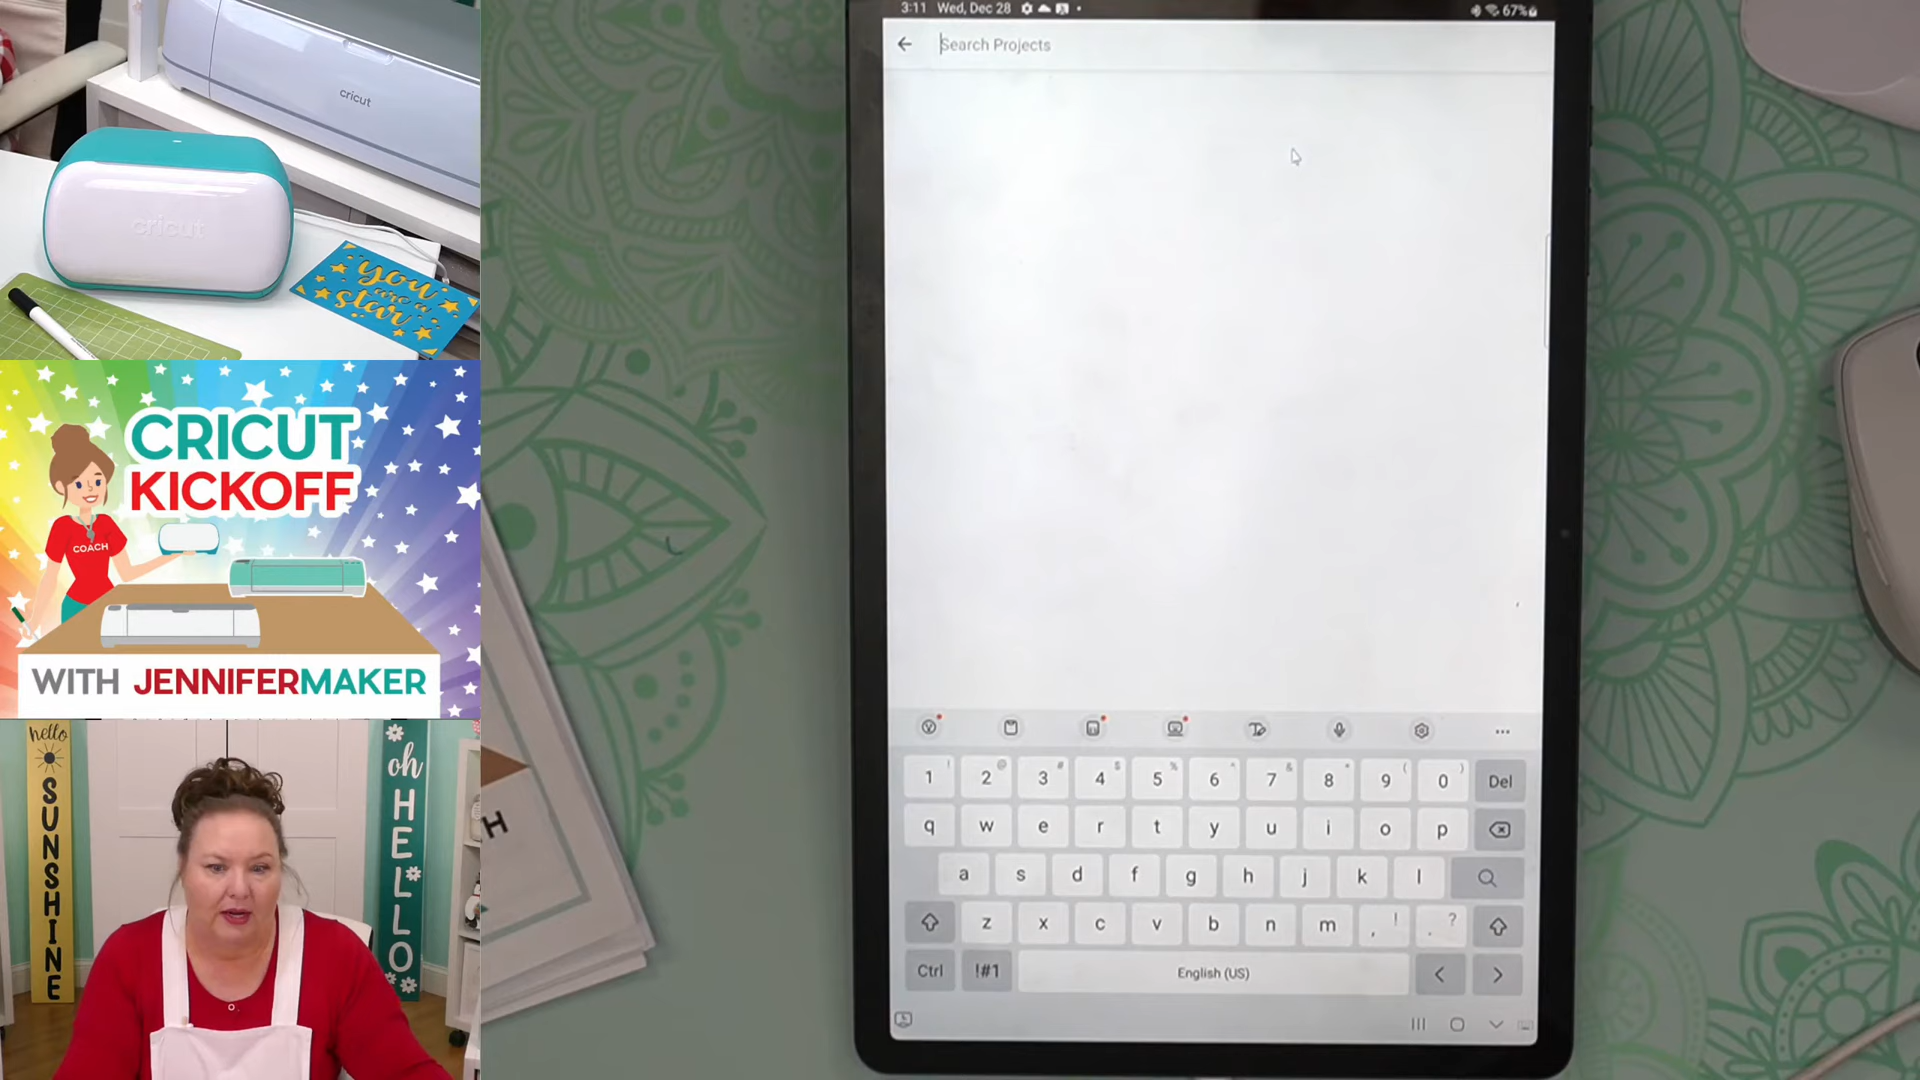 cricut
cricut
you
are a
star
CRICUT
KICKOFF
COACH
WITH JENNIFERMAKER
hello
SUNSHINE
oh
HELLO
H
3:11 Wed, Dec 28
67%
Search Projects
1 ! 2 @ 3 # 4 $ 5 % 6 ^ 7 & 8 * 9 ( 0 ) Del
q w e r t y u i o p
a s d f g h j k l
z x c v b n m , ! . ?
Ctrl !#1 English (US) < >